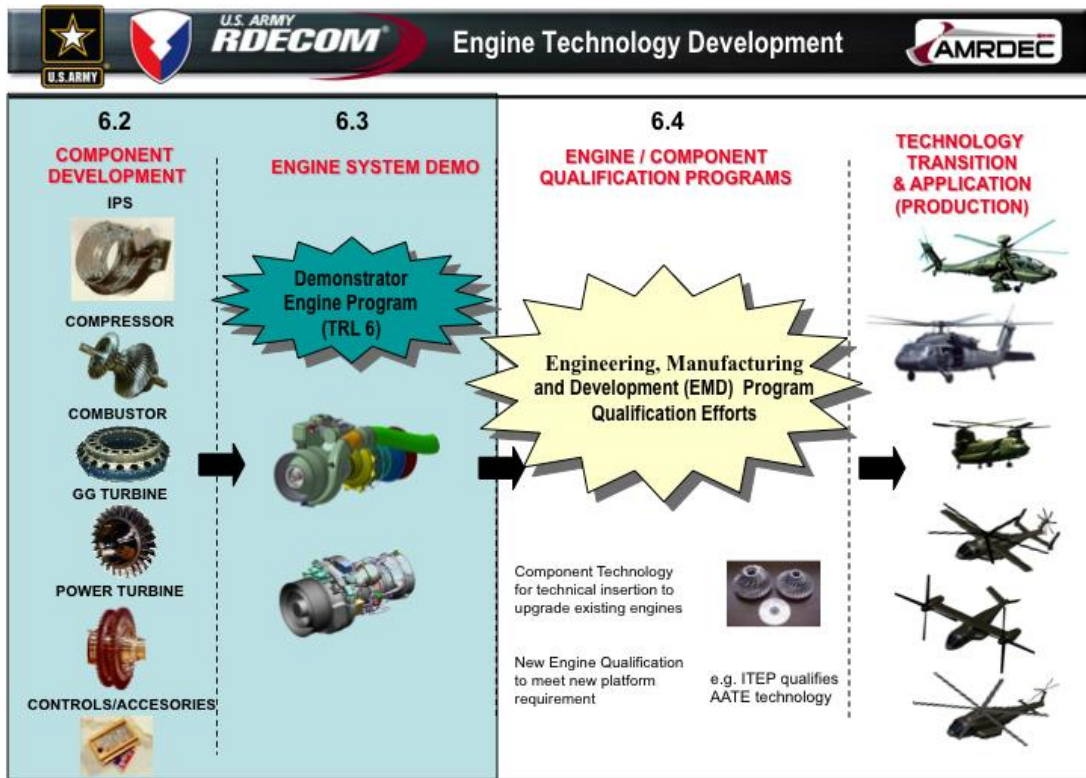 U.S.ARMY
U.S. ARMY
RDECOM®
Engine Technology Development
AMRDEC
6.2
COMPONENT
DEVELOPMENT
IPS
COMPRESSOR
COMBUSTOR
GG TURBINE
POWER TURBINE
CONTROLS/ACCESORIES
6.3
ENGINE SYSTEM DEMO
Demonstrator
Engine Program
(TRL 6)
6.4
ENGINE / COMPONENT
QUALIFICATION PROGRAMS
Engineering, Manufacturing
and Development (EMD) Program
Qualification Efforts
Component Technology
for technical insertion to
upgrade existing engines
New Engine Qualification
to meet new platform
requirement
e.g. ITEP qualifies
AATE technology
TECHNOLOGY
TRANSITION
& APPLICATION
(PRODUCTION)